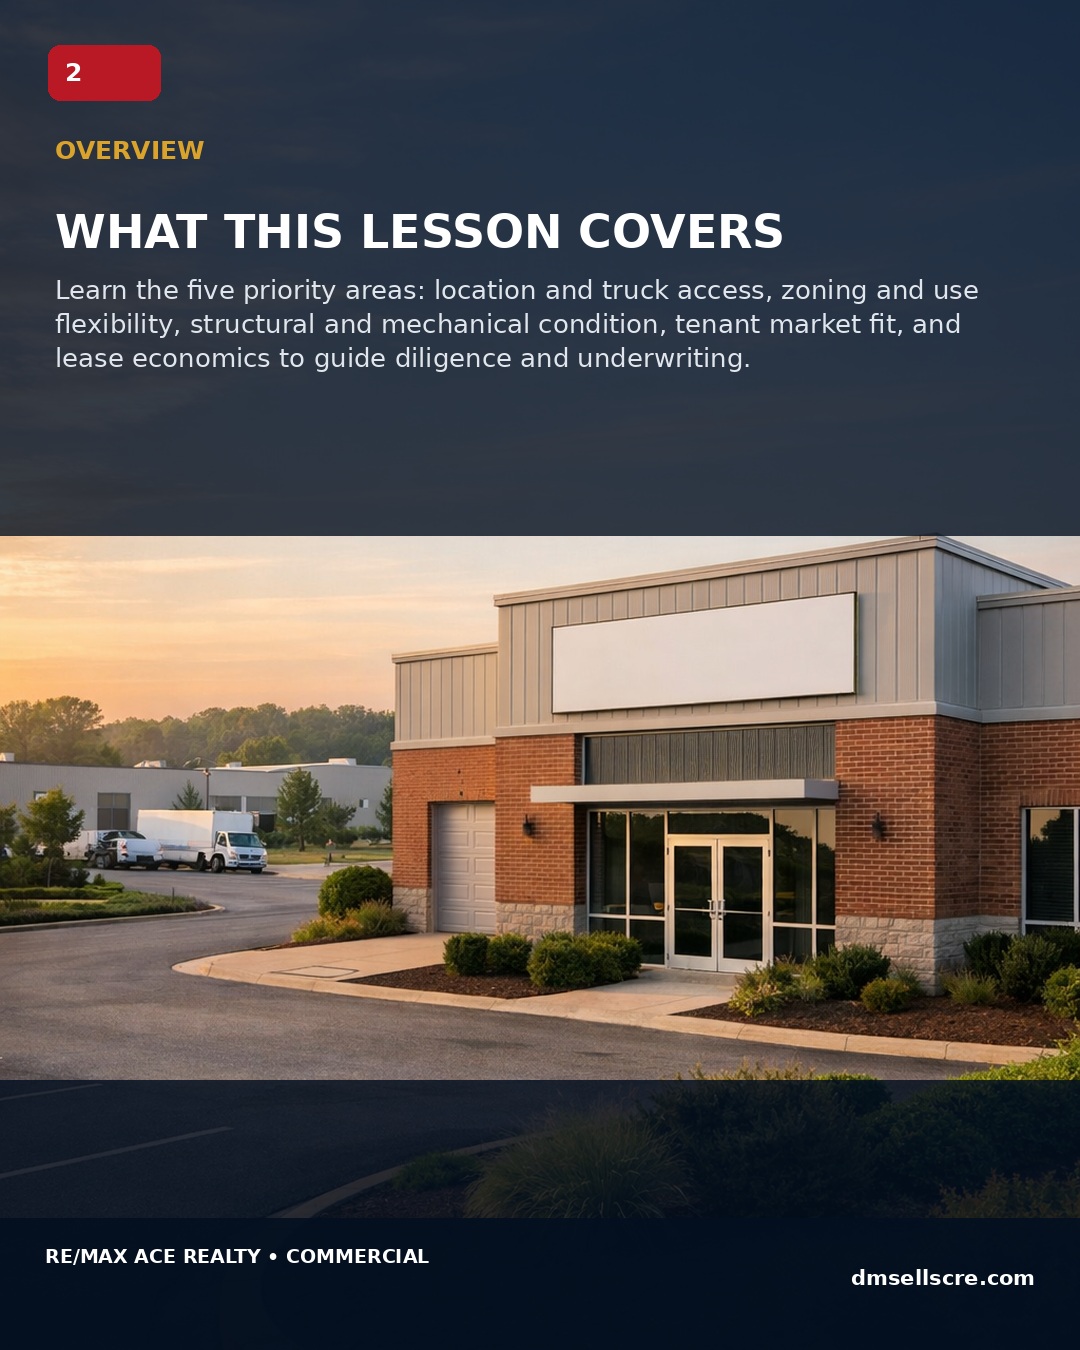 2
OVERVIEW
WHAT THIS LESSON COVERS
Learn the five priority areas: location and truck access, zoning and use
flexibility, structural and mechanical condition, tenant market fit, and
lease economics to guide diligence and underwriting.
RE/MAX ACE REALTY • COMMERCIAL
dmsellscre.com